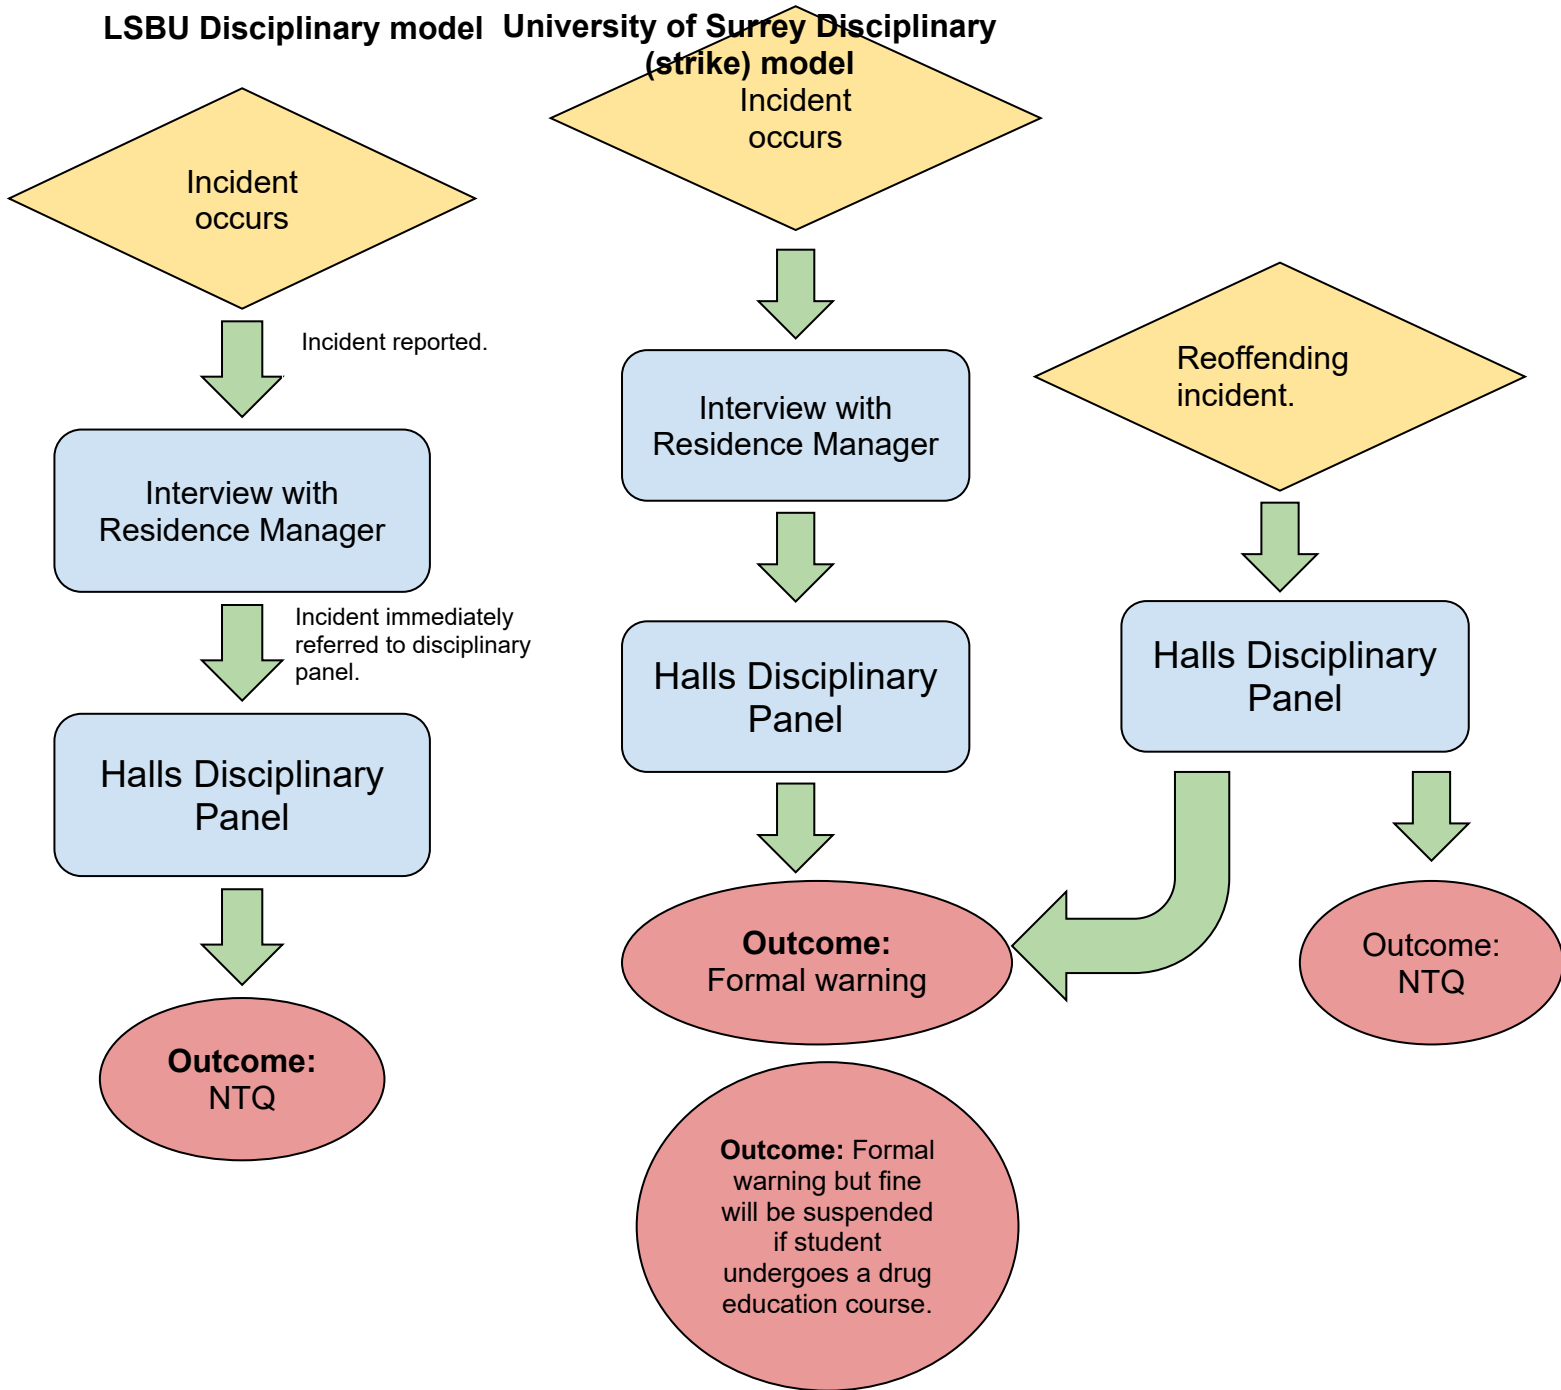 LSBU Disciplinary model
Incident
occurs
Incident reported.
Interview with
Residence Manager
Incident immediately
referred to disciplinary
panel.
Halls Disciplinary
Panel
Outcome:
NTQ
University of Surrey Disciplinary
(strike) model
Incident
occurs
Interview with
Residence Manager
Halls Disciplinary
Panel
Outcome:
Formal warning
Outcome: Formal
warning but fine
will be suspended
if student
undergoes a drug
education course.
Reoffending
incident.
Halls Disciplinary
Panel
Outcome:
NTQ